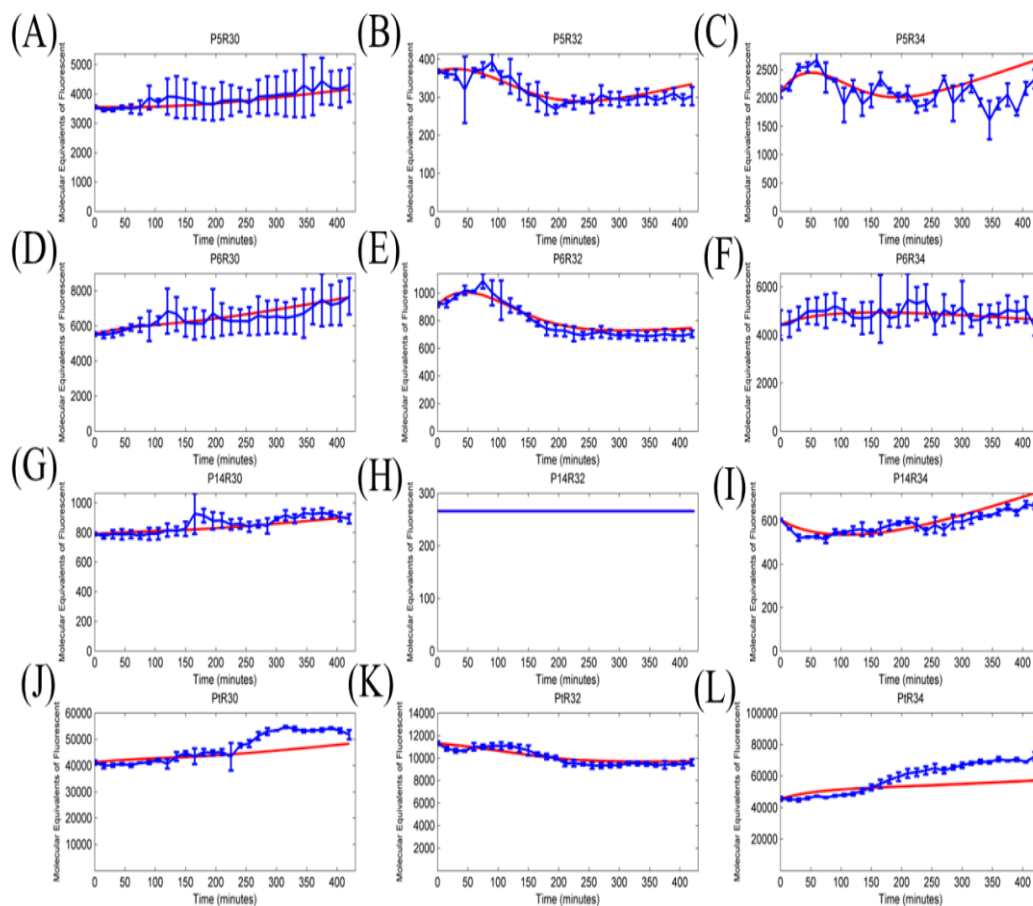 (A)
P5R30
Molecular Equivalents of Fluorescent
5000
4000
3000
2000
1000
0
0 50 100 150 200 250 300 350 400
Time (minutes)
(B)
P5R32
Molecular Equivalents of Fluorescent
400
300
200
100
0
0 50 100 150 200 250 300 350 400
Time (minutes)
(C)
P5R34
Molecular Equivalents of Fluorescent
2500
2000
1500
1000
500
0
0 50 100 150 200 250 300 350 400
Time (minutes)
(D)
P6R30
Molecular Equivalents of Fluorescent
8000
6000
4000
2000
0
0 50 100 150 200 250 300 350 400
Time (minutes)
(E)
P6R32
Molecular Equivalents of Fluorescent
1000
800
600
400
200
0
0 50 100 150 200 250 300 350 400
Time (minutes)
(F)
P6R34
Molecular Equivalents of Fluorescent
6000
4000
2000
0
0 50 100 150 200 250 300 350 400
Time (minutes)
(G)
P14R30
Molecular Equivalents of Fluorescent
1000
800
600
400
200
0
0 50 100 150 200 250 300 350 400
Time (minutes)
(H)
P14R32
Molecular Equivalents of Fluorescent
300
250
200
150
100
50
0
0 50 100 150 200 250 300 350 400
Time (minutes)
(I)
P14R34
Molecular Equivalents of Fluorescent
600
400
200
0
0 50 100 150 200 250 300 350 400
Time (minutes)
(J)
PtR30
Molecular Equivalents of Fluorescent
60000
50000
40000
30000
20000
10000
0 50 100 150 200 250 300 350 400
Time (minutes)
(K)
PtR32
Molecular Equivalents of Fluorescent
14000
12000
10000
8000
6000
4000
2000
0 50 100 150 200 250 300 350 400
Time (minutes)
(L)
PtR34
Molecular Equivalents of Fluorescent
100000
80000
60000
40000
20000
0 50 100 150 200 250 300 350 400
Time (minutes)